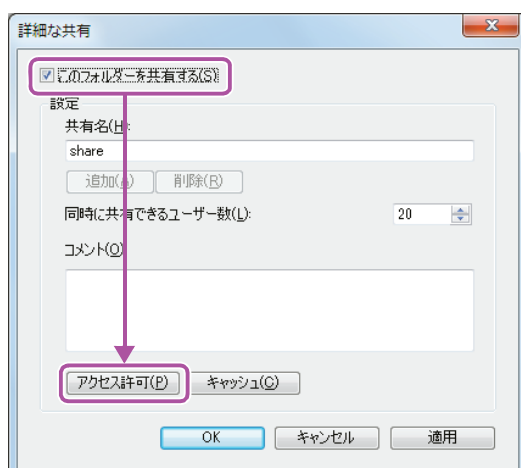 詳細な共有
このフォルダーを共有する(S)
設定
共有名(H):
share
追加(A) 削除(R)
同時に共有できるユーザー数(L): 20
コメント(O)
アクセス許可(P) キャッシュ(C)
OK キャンセル 適用